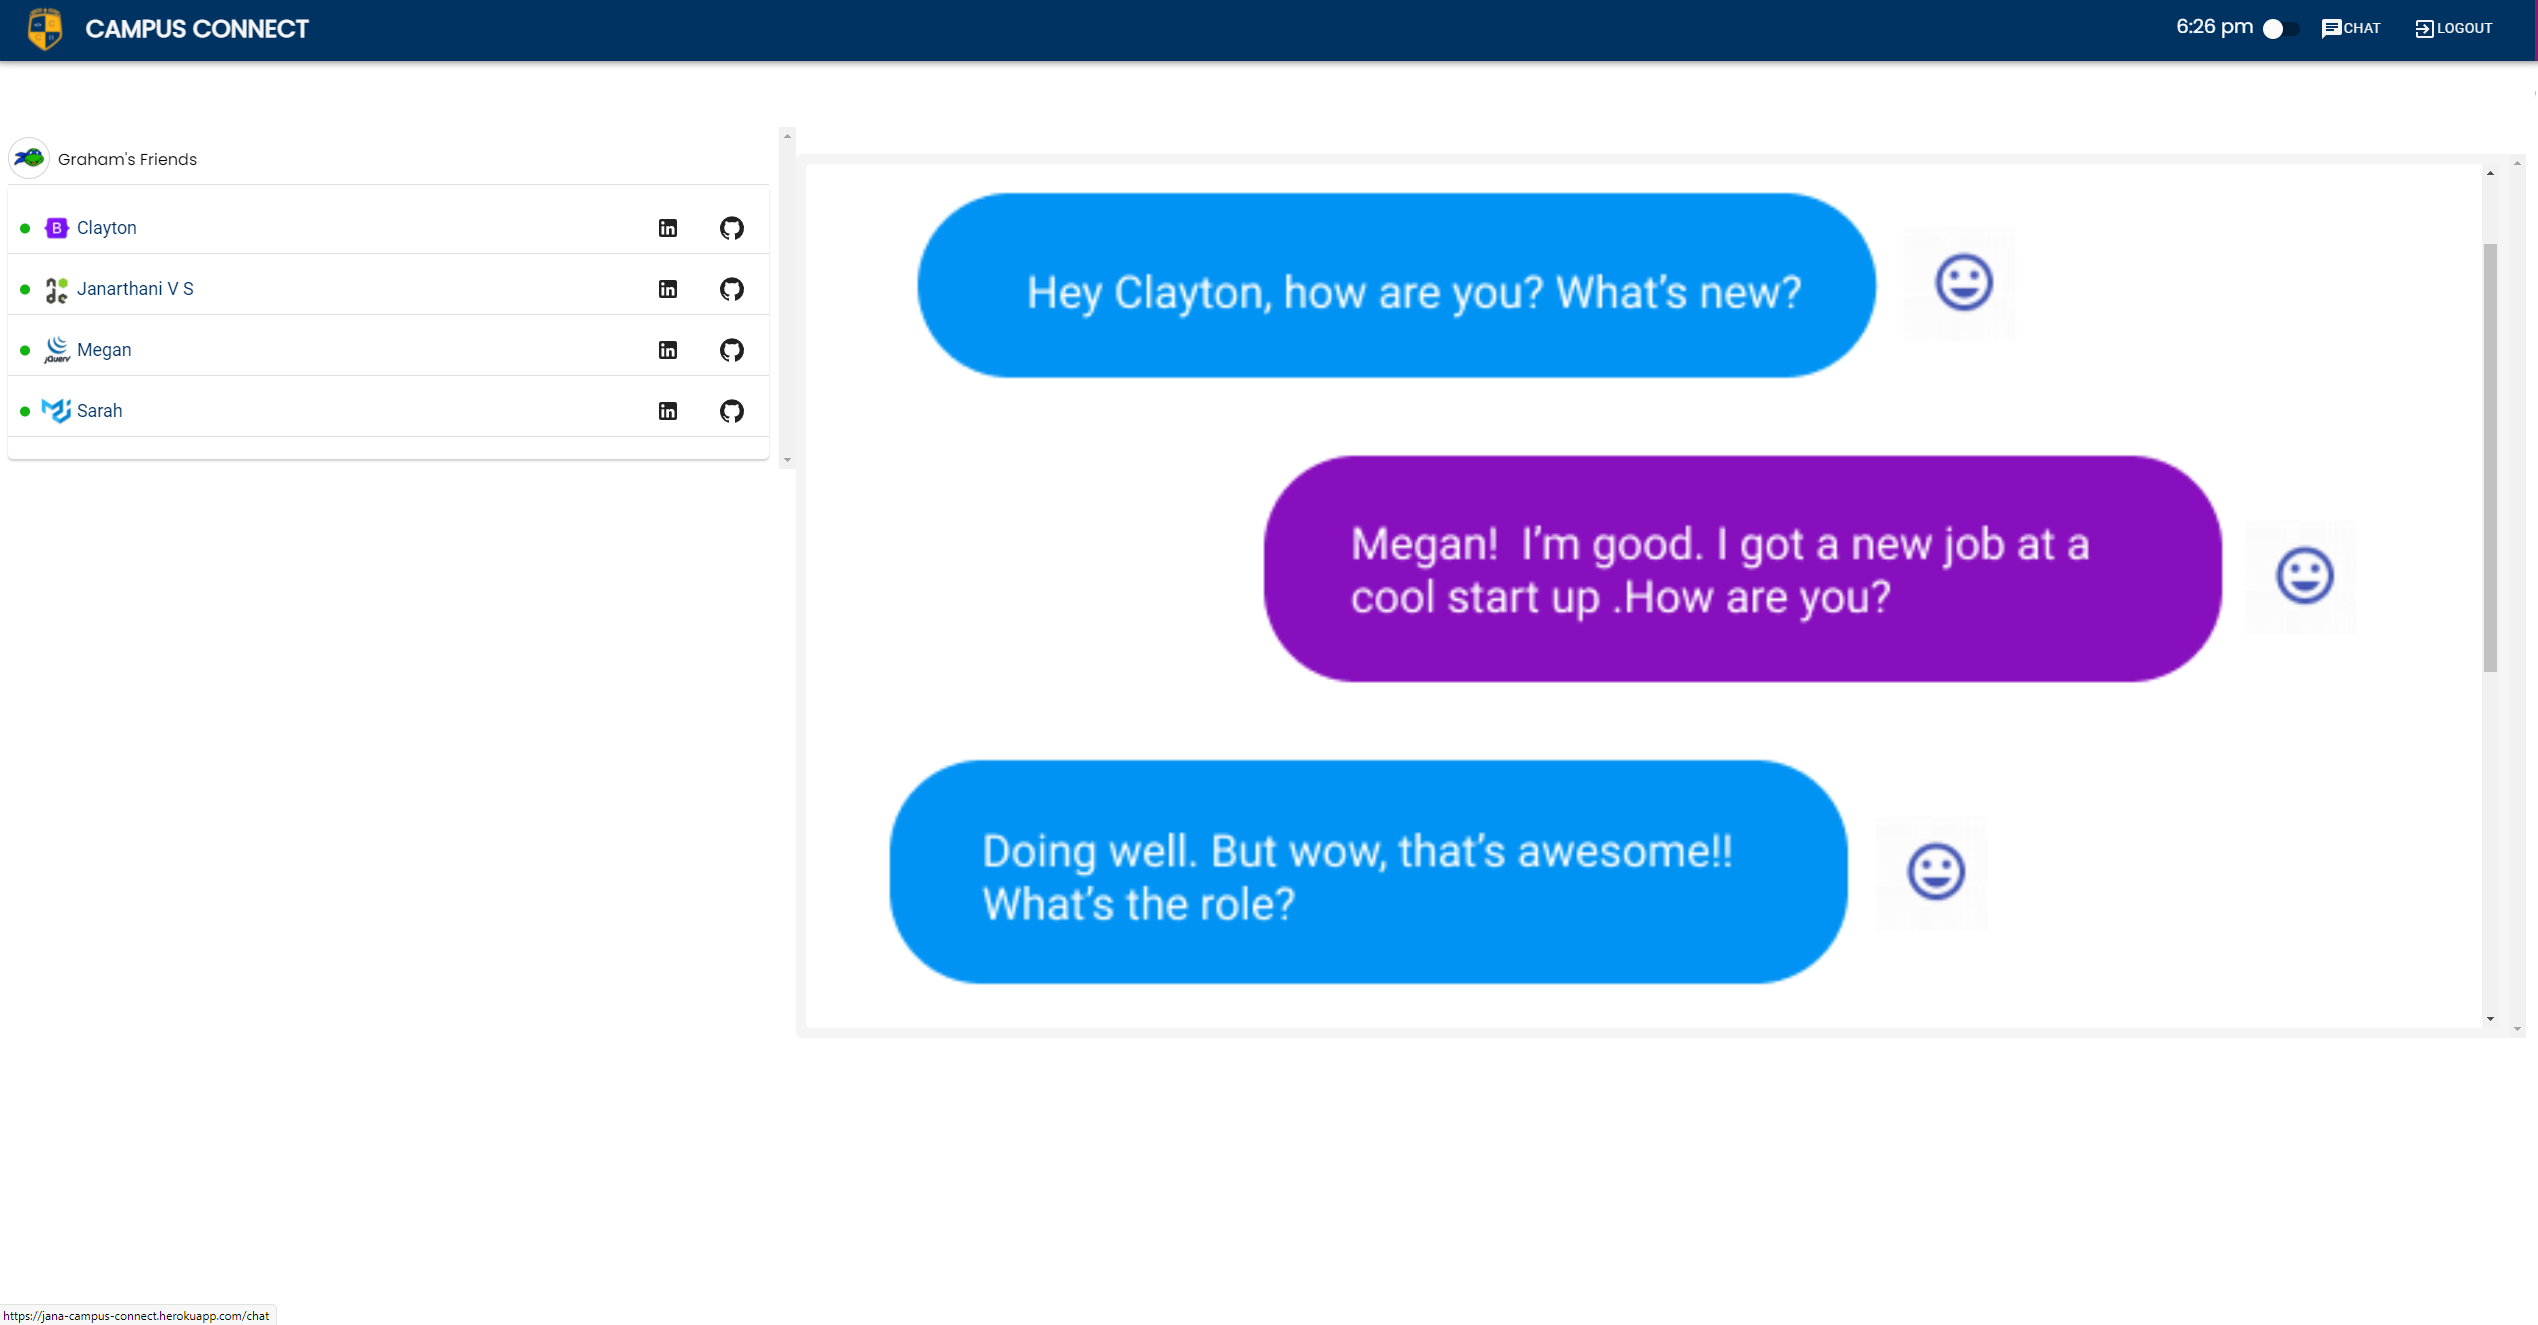 CAMPUS CONNECT
6:26 pm
CHAT
LOGOUT
Graham's Friends
B Clayton
Janarthani V S
jQuery Megan
Sarah
Hey Clayton, how are you? What’s new?
Megan!  I’m good. I got a new job at a
cool start up .How are you?
Doing well. But wow, that’s awesome!!
What’s the role?
https://jana-campus-connect.herokuapp.com/chat